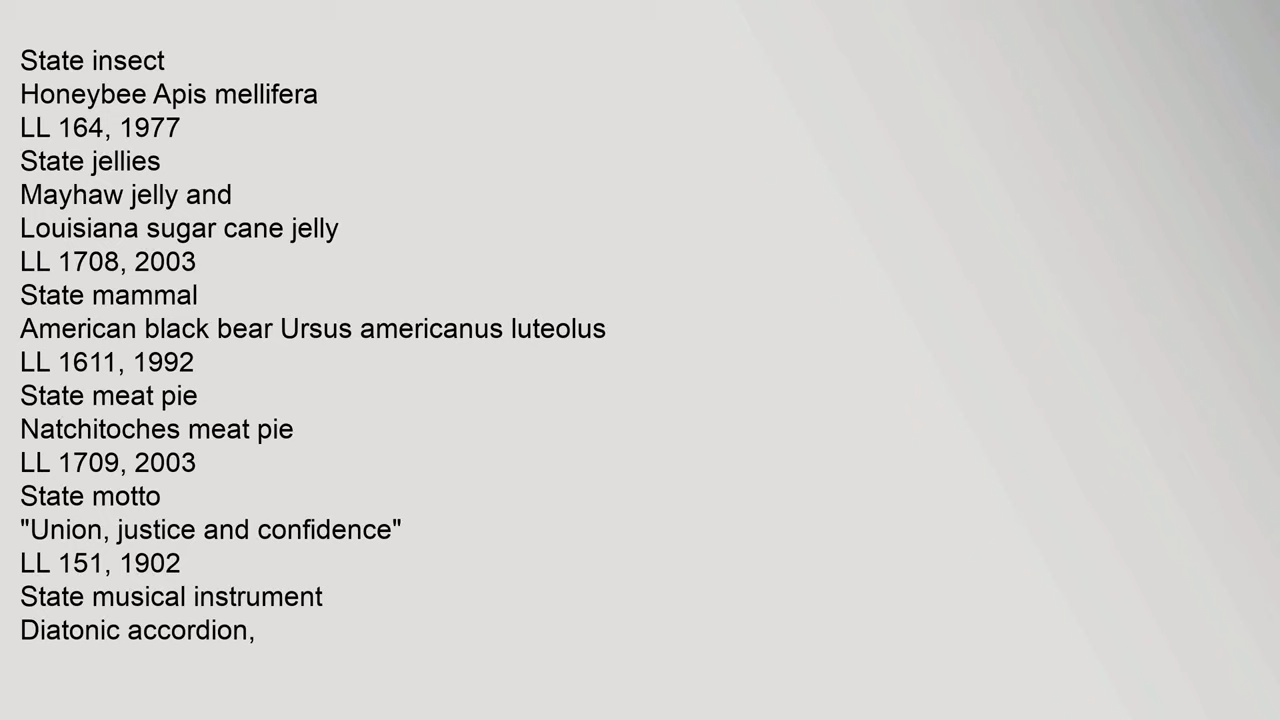 State insect
Honeybee Apis mellifera
LL 164, 1977
State jellies
Mayhaw jelly and
Louisiana sugar cane jelly
LL 1708, 2003
State mammal
American black bear Ursus americanus luteolus
LL 1611, 1992
State meat pie
Natchitoches meat pie
LL 1709, 2003
State motto
"Union, justice and confidence"
LL 151, 1902
State musical instrument
Diatonic accordion,